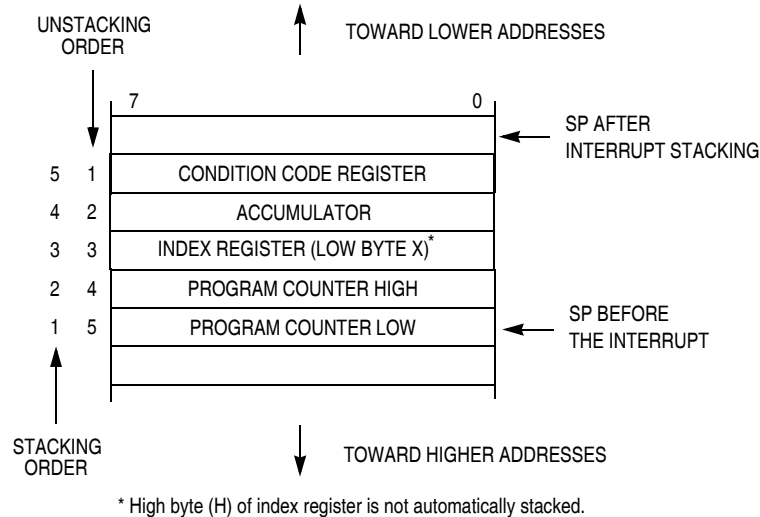 UNSTACKING
ORDER
TOWARD LOWER ADDRESSES
7 0
SP AFTER
INTERRUPT STACKING
5 1 CONDITION CODE REGISTER
4 2 ACCUMULATOR
3 3 INDEX REGISTER (LOW BYTE X)*
2 4 PROGRAM COUNTER HIGH
1 5 PROGRAM COUNTER LOW
SP BEFORE
THE INTERRUPT
STACKING
ORDER
TOWARD HIGHER ADDRESSES
* High byte (H) of index register is not automatically stacked.